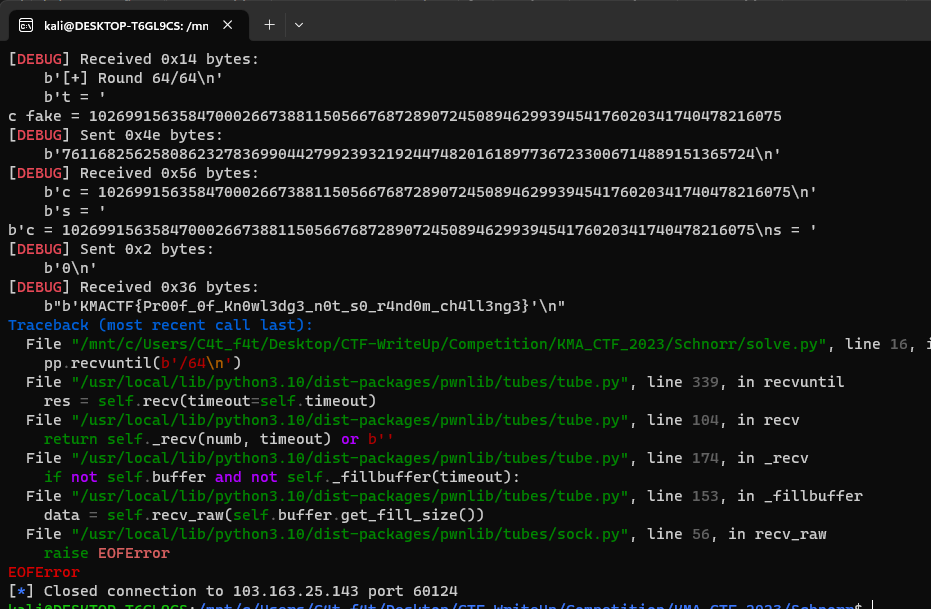 kali@DESKTOP-T6GL9CS: /mn
[DEBUG] Received 0x14 bytes:
b'[+] Round 64/64\n'
b't = '
c fake = 102699156358470002667388115056676872890724508946299394541760203417404782 16075
[DEBUG] Sent 0x4e bytes:
b'76116825625808623278369904427992393219244748201618977367233006714889151365724\n'
[DEBUG] Received 0x56 bytes:
b'c = 10269915635847000266738811505667687289072450894629939454176020341740478216075\n'
b's = '
b'c = 10269915635847000266738811505667687289072450894629939454176020341740478216075\ns = '
[DEBUG] Sent 0x2 bytes:
b'0\n'
[DEBUG] Received 0x36 bytes:
b"b'KMACTF{Pr00f_0f_Kn0wl3dg3_n0t_s0_r4nd0m_ch4ll3ng3}'\n"
Traceback (most recent call last):
File "/mnt/c/Users/C4t_f4t/Desktop/CTF-WriteUp/Competition/KMA_CTF_2023/Schnorr/solve.py", line 16, i
pp.recvuntil(b'/64\n')
File "/usr/local/lib/python3.10/dist-packages/pwnlib/tubes/tube.py", line 339, in recvuntil
res = self.recv(timeout=self.timeout)
File "/usr/local/lib/python3.10/dist-packages/pwnlib/tubes/tube.py", line 104, in recv
return self._recv(numb, timeout) or b''
File "/usr/local/lib/python3.10/dist-packages/pwnlib/tubes/tube.py", line 174, in _recv
if not self.buffer and not self._fillbuffer(timeout):
File "/usr/local/lib/python3.10/dist-packages/pwnlib/tubes/tube.py", line 153, in _fillbuffer
data = self.recv_raw(self.buffer.get_fill_size())
File "/usr/local/lib/python3.10/dist-packages/pwnlib/tubes/sock.py", line 56, in recv_raw
raise EOFError
EOFError
[*] Closed connection to 103.163.25.143 port 60124
kali@DESKTOP-T6GL9CS:/mnt/c/Users/C4t_f4t/Desktop/CTF-WriteUp/Competition/KMA_CTF_2023/Schnorr$